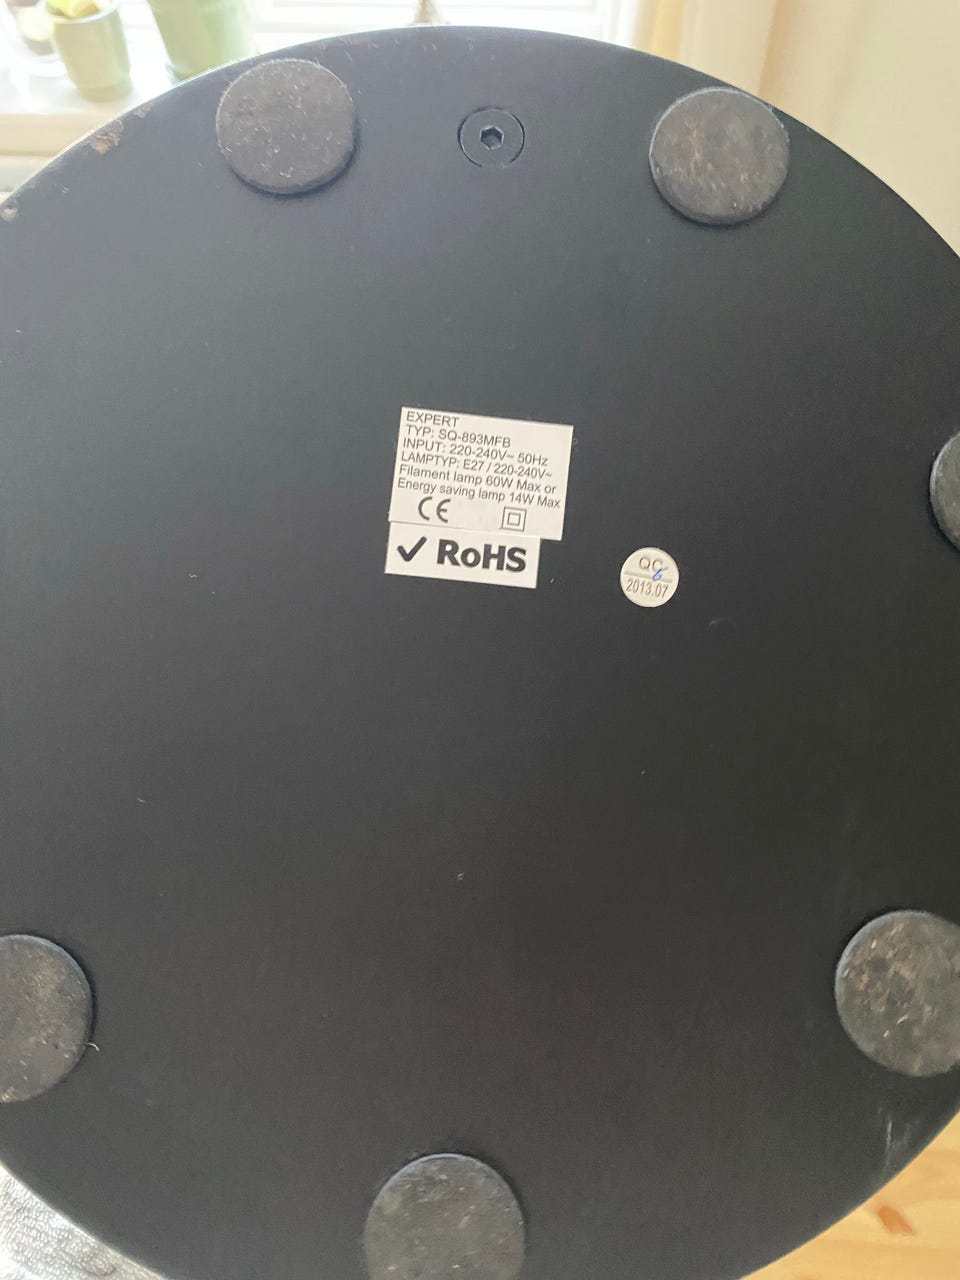 EXPERT
TYP: SQ-893MFB
INPUT: 220-240V~ 50Hz
LAMPTYP: E27 / 220-240V~
Filament lamp 60W Max or
Energy saving lamp 14W Max
CE
✓ RoHS
QC
6
2013.07